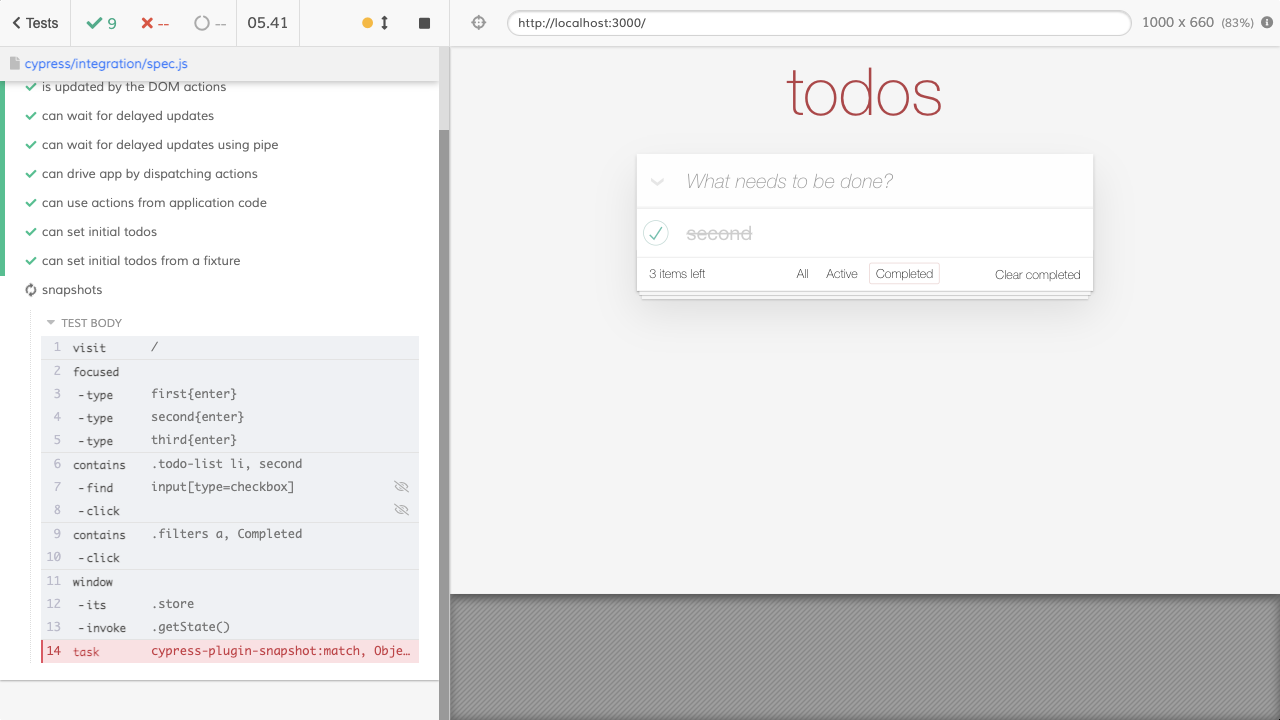 Tests 9 -- -- 05.41
cypress/integration/spec.js
is updated by the DOM actions
can wait for delayed updates
can wait for delayed updates using pipe
can drive app by dispatching actions
can use actions from application code
can set initial todos
can set initial todos from a fixture
snapshots
TEST BODY
1 visit /
2 focused
3 -type first{enter}
4 -type second{enter}
5 -type third{enter}
6 contains .todo-list li, second
7 -find input[type=checkbox]
8 -click
9 contains .filters a, Completed
10 -click
11 window
12 -its .store
13 -invoke .getState()
14 task cypress-plugin-snapshot:match, Obje…
http://localhost:3000/ 1000 x 660 (83%)
todos
What needs to be done?
second
3 items left All Active Completed Clear completed